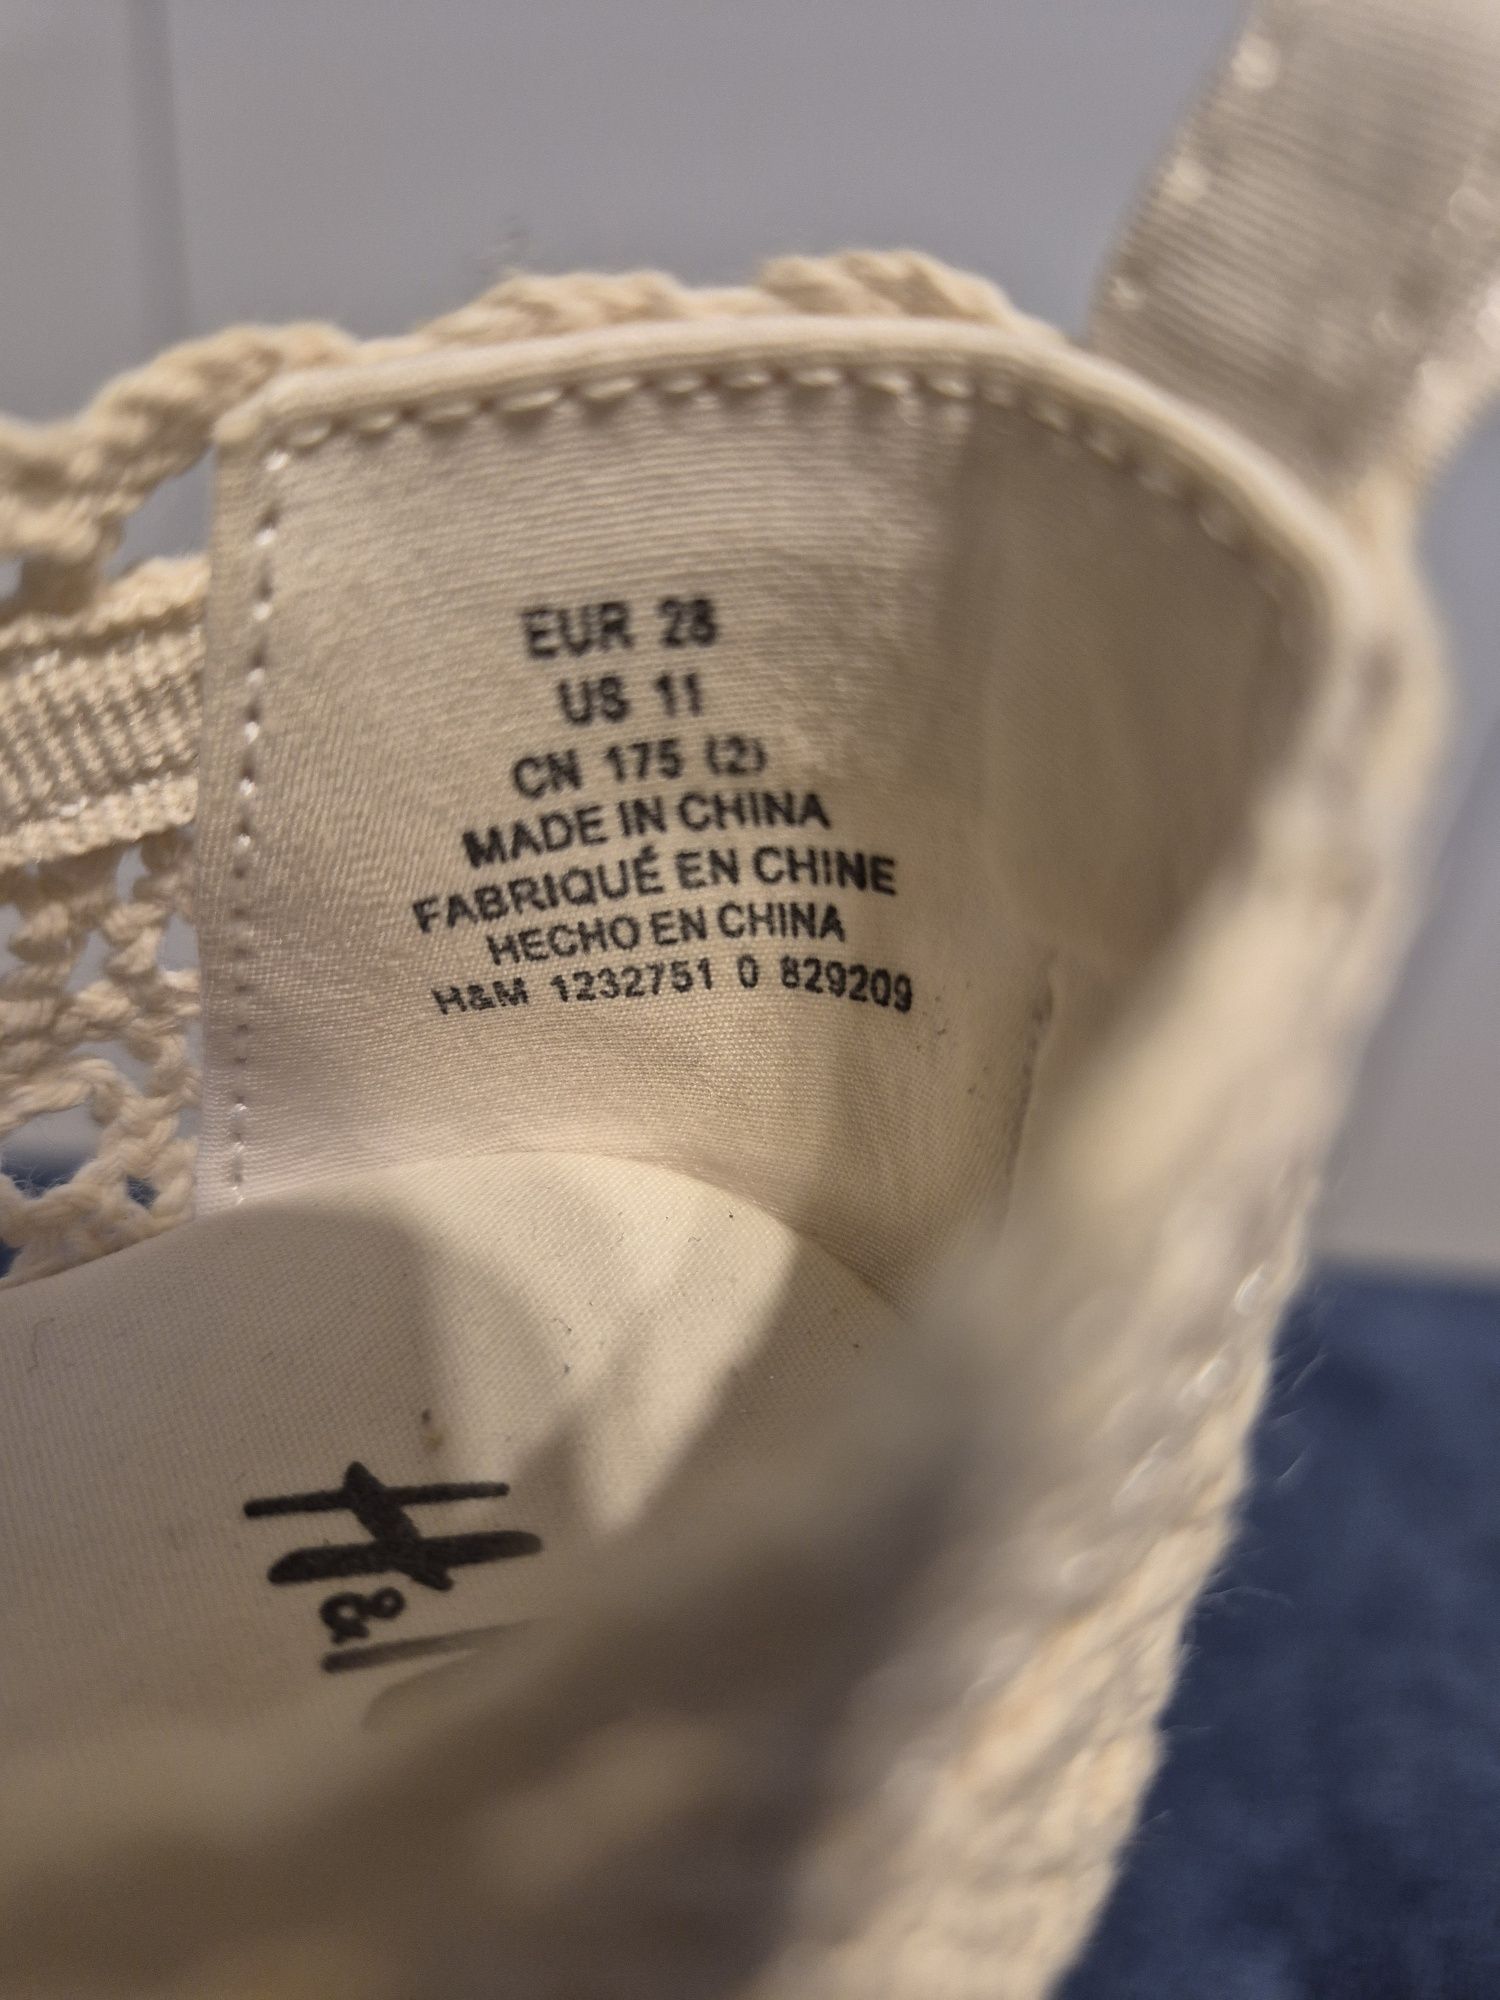 EUR 28
US 11
CN 175 (2)
MADE IN CHINA
FABRIQUÉ EN CHINE
HECHO EN CHINA
H&M 1232751 0 829209
H&